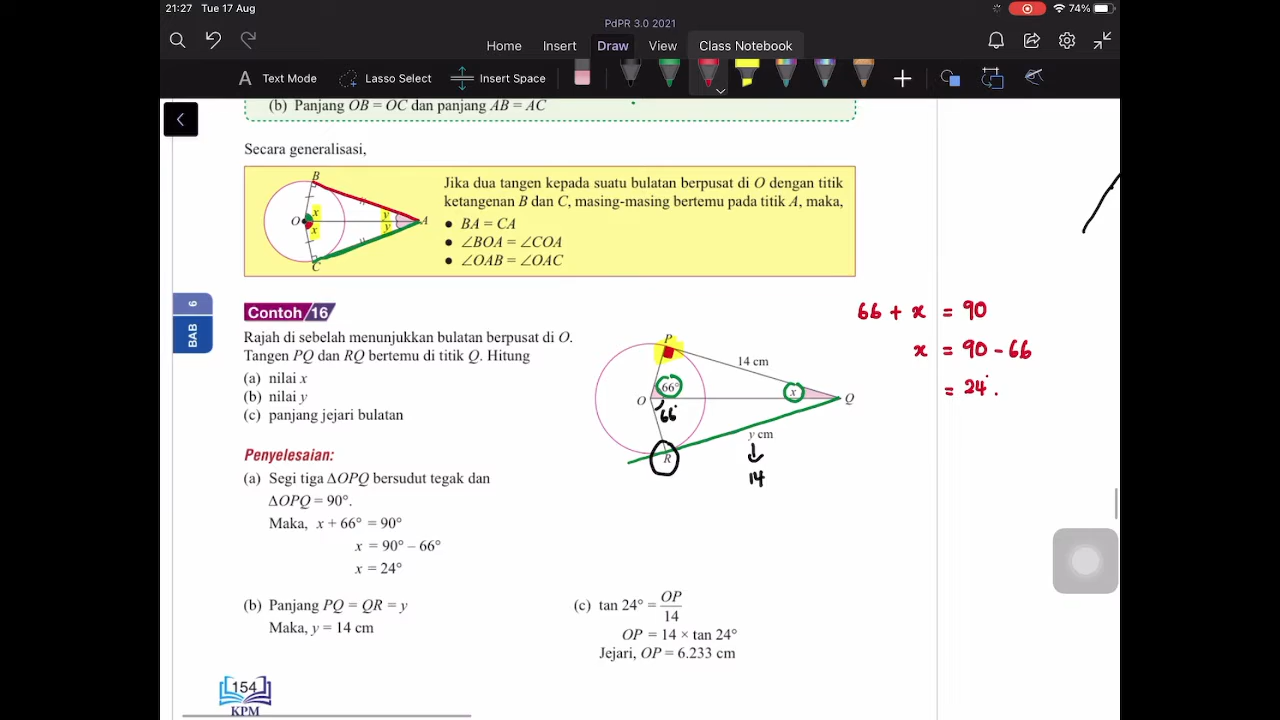 21:27 Tue 17 Aug
74%
PdPR 3.0 2021
Home Insert Draw View Class Notebook
A Text Mode Lasso Select Insert Space
(b) Panjang OB = OC dan panjang AB = AC
Secara generalisasi,
B
O x x y y A
C
Jika dua tangen kepada suatu bulatan berpusat di O dengan titik
ketangenan B dan C, masing-masing bertemu pada titik A, maka,
• BA = CA
• ∠BOA = ∠COA
• ∠OAB = ∠OAC
6
BAB
Contoh 16
Rajah di sebelah menunjukkan bulatan berpusat di O.
Tangen PQ dan RQ bertemu di titik Q. Hitung
(a) nilai x
(b) nilai y
(c) panjang jejari bulatan
P
14 cm
66°
x
O
Q
66°
y cm
R
14
66 + x = 90
x = 90 - 66
= 24°.
Penyelesaian:
(a) Segi tiga ΔOPQ bersudut tegak dan
ΔOPQ = 90°.
Maka, x + 66° = 90°
x = 90° – 66°
x = 24°
(b) Panjang PQ = QR = y
Maka, y = 14 cm
(c) tan 24° = OP/14
OP = 14 × tan 24°
Jejari, OP = 6.233 cm
154
KPM